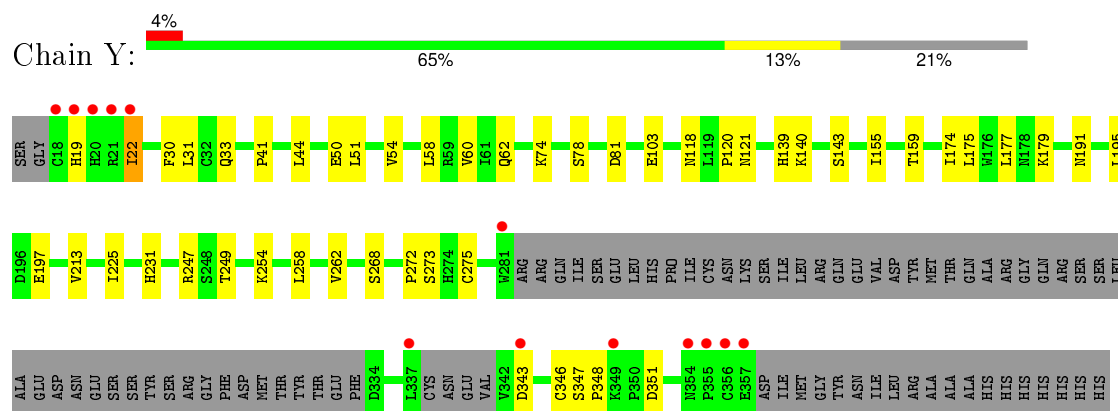 4%
Chain Y:
65% 13% 21%
SER GLY C18 H19 H20 R21 I22 F30 L31 C32 Q33 P41 L44 E50 L51 V54 L58 R59 V60 I61 Q62 K74 S78 D81 E103 N118 L119 P120 N121 H139 K140 S143 I155 T159 I174 L175 W176 L177 N178 K179 N191 L195
D196 E197 V213 I225 H231 R247 S248 T249 K254 L258 V262 S268 P272 S273 H274 C275 W281 ARG ARG GLN ILE SER GLU LEU HIS PRO ILE CYS ASN LYS SER ILE LEU ARG GLN GLU VAL ASP TYR MET THR GLN ALA ARG GLY GLN ARG SER SER LEU
ALA GLU ASP ASN GLU SER SER TYR SER ARG GLY PHE ASP MET THR TYR THR GLU PHE D334 L337 CYS ASN GLU VAL V342 D343 C346 S347 P348 K349 P350 D351 N354 P355 C356 E357 ASP ILE MET GLY TYR ASN ILE LEU ARG ALA ALA ALA HIS HIS HIS HIS HIS HIS HIS HIS